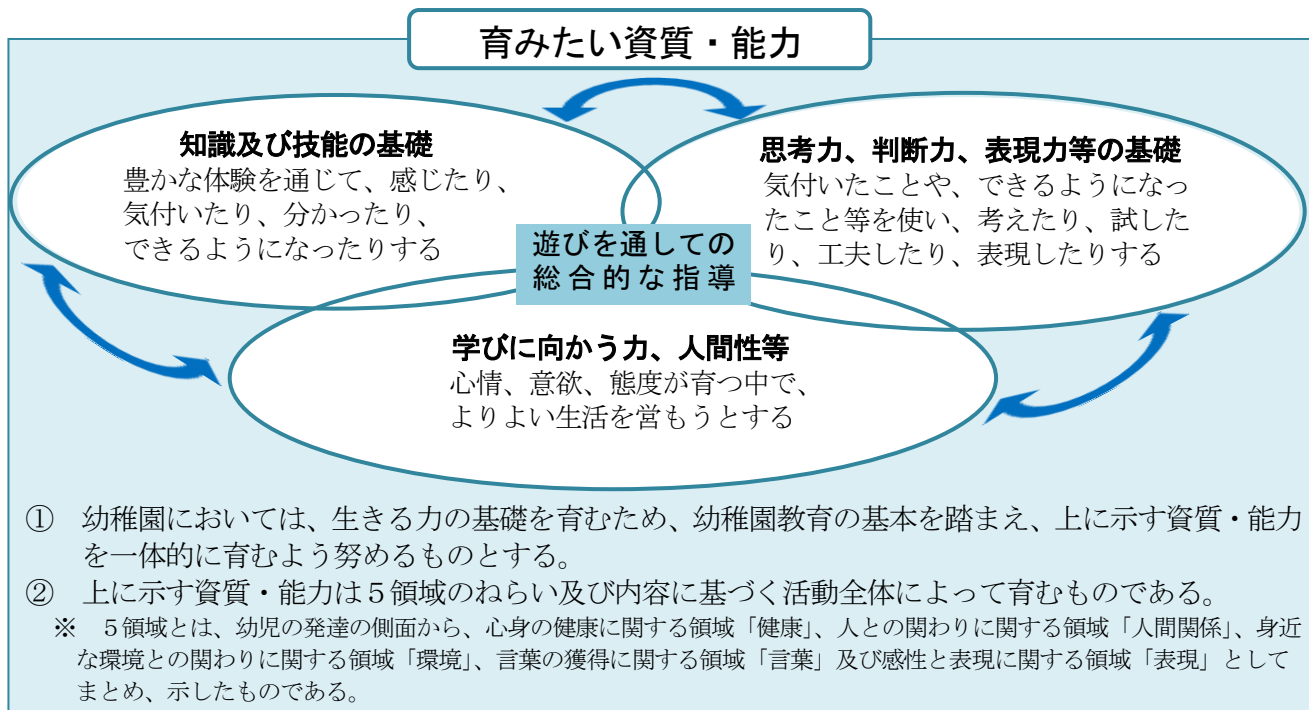 育みたい資質・能力
知識及び技能の基礎
豊かな体験を通じて、感じたり、
気付いたり、分かったり、
できるようになったりする
思考力、判断力、表現力等の基礎
気付いたことや、できるようになっ
たこと等を使い、考えたり、試した
り、工夫したり、表現したりする
遊びを通しての
総合的な指導
学びに向かう力、人間性等
心情、意欲、態度が育つ中で、
よりよい生活を営もうとする
① 幼稚園においては、生きる力の基礎を育むため、幼稚園教育の基本を踏まえ、上に示す資質・能力
を一体的に育むよう努めるものとする。
② 上に示す資質・能力は５領域のねらい及び内容に基づく活動全体によって育むものである。
※ ５領域とは、幼児の発達の側面から、心身の健康に関する領域「健康」、人との関わりに関する領域「人間関係」、身近
な環境との関わりに関する領域「環境」、言葉の獲得に関する領域「言葉」及び感性と表現に関する領域「表現」として
まとめ、示したものである。